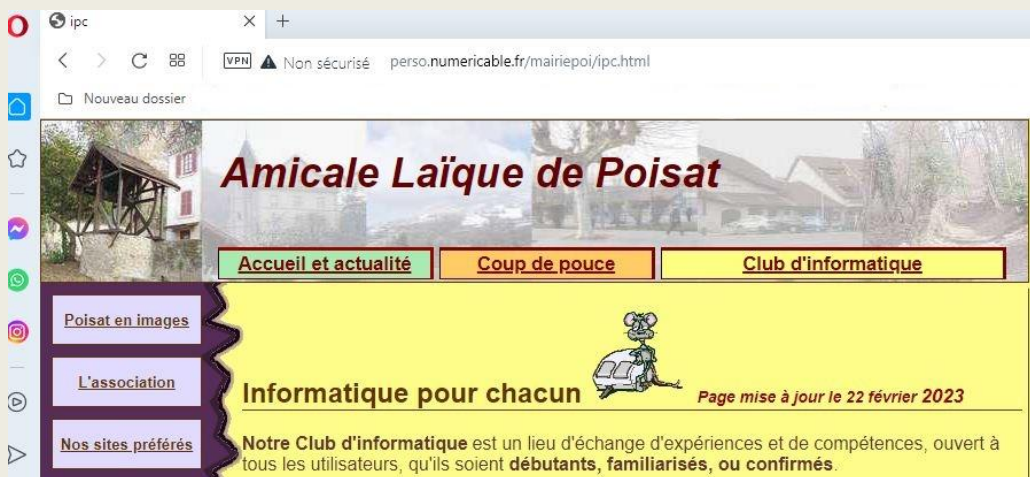 ipc
VPN Non sécurisé perso.numericable.fr/mairiepoi/ipc.html
Nouveau dossier
Amicale Laïque de Poisat
Accueil et actualité Coup de pouce Club d'informatique
Poisat en images
L'association
Nos sites préférés
Informatique pour chacun Page mise à jour le 22 février 2023
Notre Club d'informatique est un lieu d'échange d'expériences et de compétences, ouvert à
tous les utilisateurs, qu'ils soient débutants, familiarisés, ou confirmés.